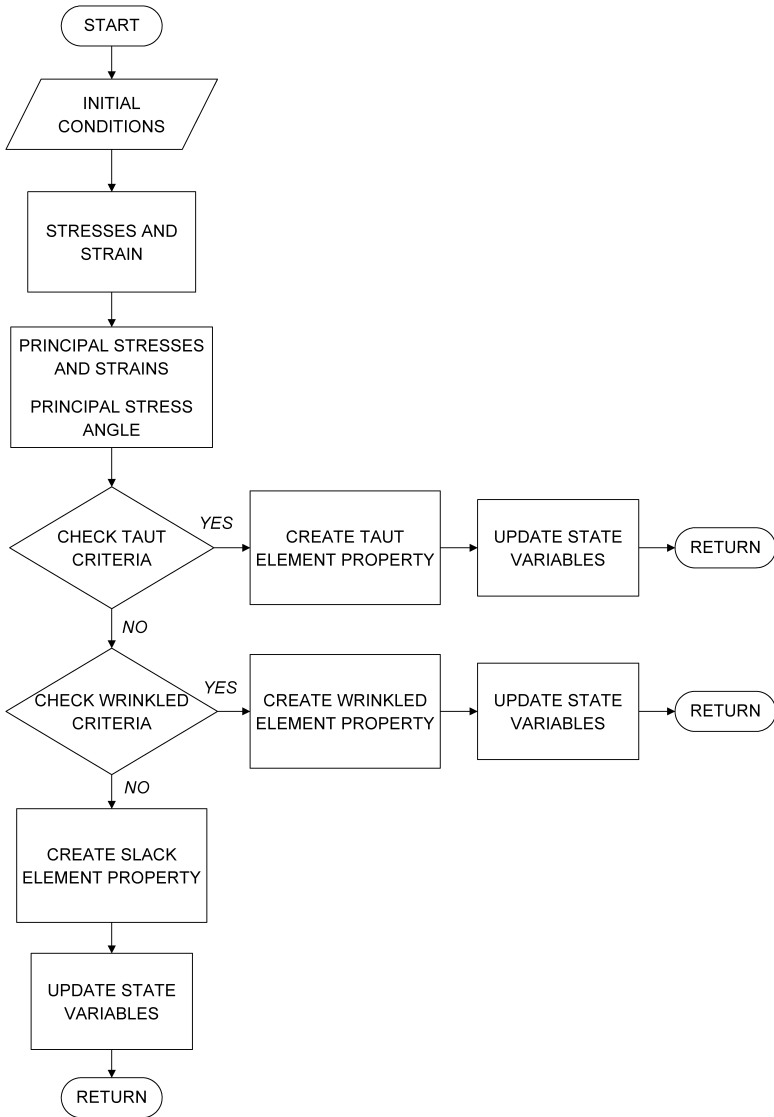 START
INITIAL
CONDITIONS
STRESSES AND
STRAIN
PRINCIPAL STRESSES
AND STRAINS
PRINCIPAL STRESS
ANGLE
CHECK TAUT
CRITERIA
YES
CREATE TAUT
ELEMENT PROPERTY
UPDATE STATE
VARIABLES
RETURN
NO
CHECK WRINKLED
CRITERIA
YES
CREATE WRINKLED
ELEMENT PROPERTY
UPDATE STATE
VARIABLES
RETURN
NO
CREATE SLACK
ELEMENT PROPERTY
UPDATE STATE
VARIABLES
RETURN